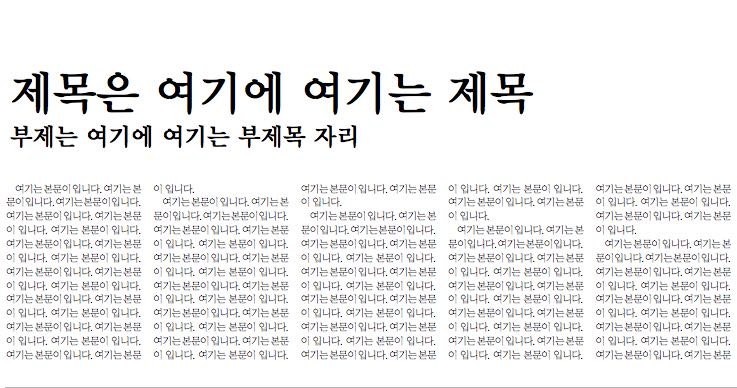 제목은 여기에 여기는 제목
부제는 여기에 여기는 부제목 자리
여기는 본문이 입니다. 여기는 본
문이 입니다. 여기는 본문이 입니다.
여기는 본문이 입니다. 여기는 본문
이 입니다. 여기는 본문이 입니다.
여기는 본문이 입니다. 여기는 본문
이 입니다. 여기는 본문이 입니다.
여기는 본문이 입니다. 여기는 본문
이 입니다. 여기는 본문이 입니다.
여기는 본문이 입니다. 여기는 본문
이 입니다. 여기는 본문이 입니다.
여기는 본문이 입니다. 여기는 본문
이 입니다. 여기는 본문이 입니다.
여기는 본문이 입니다. 여기는 본문
이 입니다.
여기는 본문이 입니다. 여기는 본
문이 입니다. 여기는 본문이 입니다.
여기는 본문이 입니다. 여기는 본문
이 입니다. 여기는 본문이 입니다.
여기는 본문이 입니다. 여기는 본문
이 입니다. 여기는 본문이 입니다.
여기는 본문이 입니다. 여기는 본문
이 입니다. 여기는 본문이 입니다.
여기는 본문이 입니다. 여기는 본문
이 입니다. 여기는 본문이 입니다.
여기는 본문이 입니다. 여기는 본문
이 입니다. 여기는 본문이 입니다.
여기는 본문이 입니다. 여기는 본문
이 입니다.
여기는 본문이 입니다. 여기는 본
문이 입니다. 여기는 본문이 입니다.
여기는 본문이 입니다. 여기는 본문
이 입니다. 여기는 본문이 입니다.
여기는 본문이 입니다. 여기는 본문
이 입니다. 여기는 본문이 입니다.
여기는 본문이 입니다. 여기는 본문
이 입니다. 여기는 본문이 입니다.
여기는 본문이 입니다. 여기는 본문
이 입니다. 여기는 본문이 입니다.
여기는 본문이 입니다. 여기는 본문
이 입니다. 여기는 본문이 입니다.
여기는 본문이 입니다. 여기는 본문
이 입니다.
여기는 본문이 입니다. 여기는 본
문이 입니다. 여기는 본문이 입니다.
여기는 본문이 입니다. 여기는 본문
이 입니다. 여기는 본문이 입니다.
여기는 본문이 입니다. 여기는 본문
이 입니다. 여기는 본문이 입니다.
여기는 본문이 입니다. 여기는 본문
이 입니다. 여기는 본문이 입니다.
여기는 본문이 입니다. 여기는 본문
이 입니다. 여기는 본문이 입니다.
여기는 본문이 입니다. 여기는 본문
이 입니다. 여기는 본문이 입니다.
여기는 본문이 입니다. 여기는 본문
이 입니다.
여기는 본문이 입니다. 여기는 본
문이 입니다. 여기는 본문이 입니다.
여기는 본문이 입니다. 여기는 본문
이 입니다. 여기는 본문이 입니다.
여기는 본문이 입니다. 여기는 본문
이 입니다. 여기는 본문이 입니다.
여기는 본문이 입니다. 여기는 본문
이 입니다. 여기는 본문이 입니다.
여기는 본문이 입니다. 여기는 본문